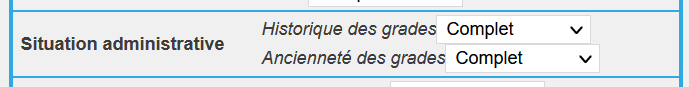 Situation administrative
Historique des grades Complet
Ancienneté des grades Complet